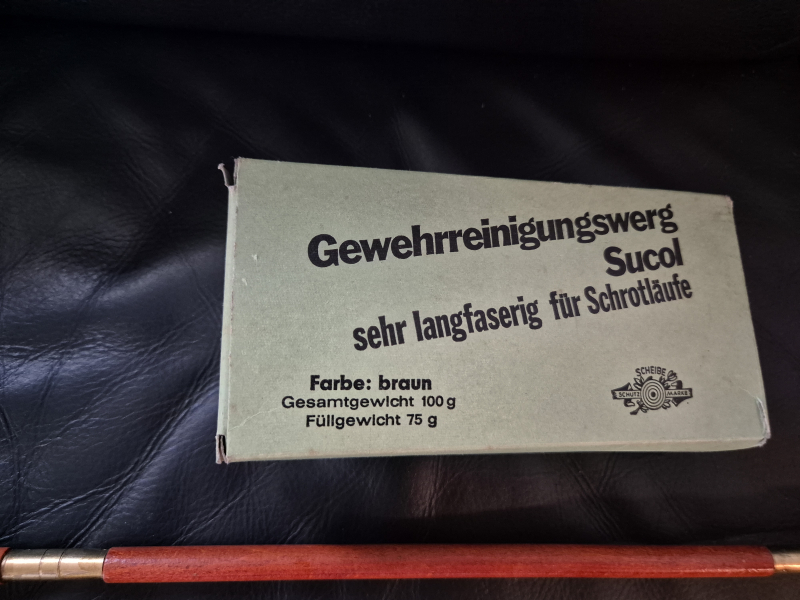 Gewehrreinigungswerg
Sucol
sehr langfaserig für Schrotläufe
Farbe: braun
Gesamtgewicht 100 g
Füllgewicht 75 g
SCHEIBE
SCHUTZ MARKE